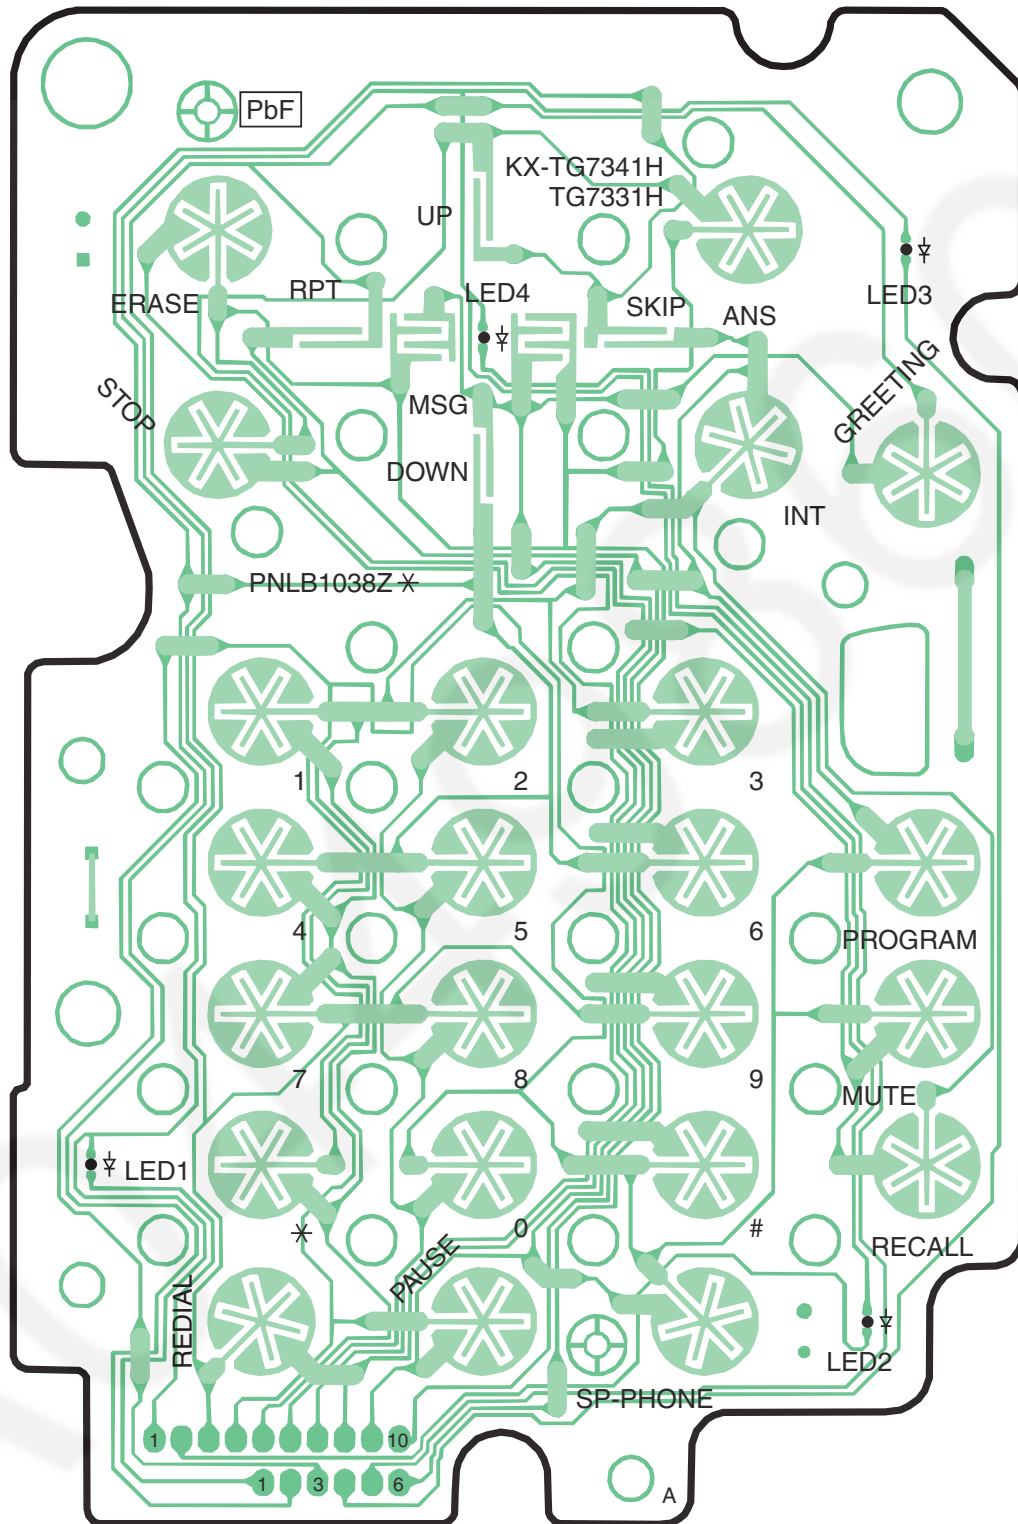 PbF
KX-TG7341H
TG7331H
UP
ERASE
RPT
LED4
SKIP
ANS
LED3
STOP
MSG
GREETING
DOWN
INT
PNLB1038Z*
1
2
3
4
5
6
PROGRAM
7
8
9
MUTE
LED1
*
0
#
RECALL
REDIAL
PAUSE
LED2
SP-PHONE
1
10
1
3
6
A